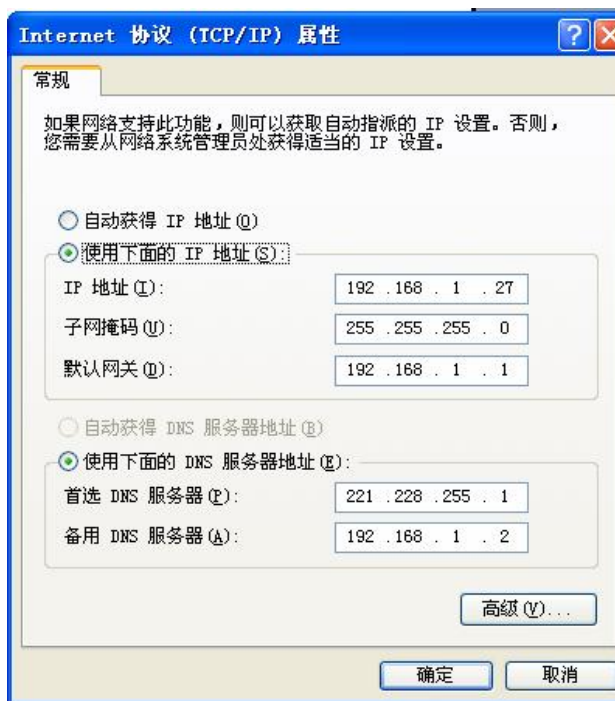 Internet 协议 (TCP/IP) 属性
常规
如果网络支持此功能，则可以获取自动指派的 IP 设置。否则，
您需要从网络系统管理员处获得适当的 IP 设置。
自动获得 IP 地址(O)
使用下面的 IP 地址(S):
IP 地址(I): 192 .168 . 1 . 27
子网掩码(U): 255 .255 .255 . 0
默认网关(D): 192 .168 . 1 . 1
自动获得 DNS 服务器地址(B)
使用下面的 DNS 服务器地址(E):
首选 DNS 服务器(P): 221 .228 .255 . 1
备用 DNS 服务器(A): 192 .168 . 1 . 2
高级(V)...
确定 取消